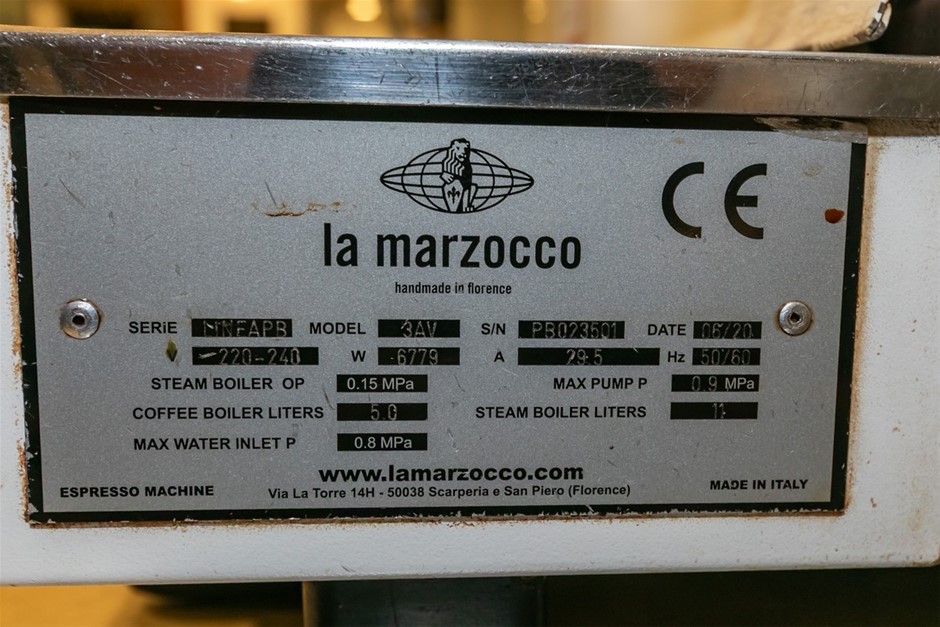 CE
la marzocco
handmade in florence
SERIE LINEAPB MODEL 3AV S/N PB023501 DATE 06/20
V ~220-240 W 6779 A 29.5 Hz 50/60
STEAM BOILER OP 0.15 MPa MAX PUMP P 0.9 MPa
COFFEE BOILER LITERS 5.0 STEAM BOILER LITERS 11
MAX WATER INLET P 0.8 MPa
www.lamarzocco.com
ESPRESSO MACHINE Via La Torre 14H - 50038 Scarperia e San Piero (Florence) MADE IN ITALY